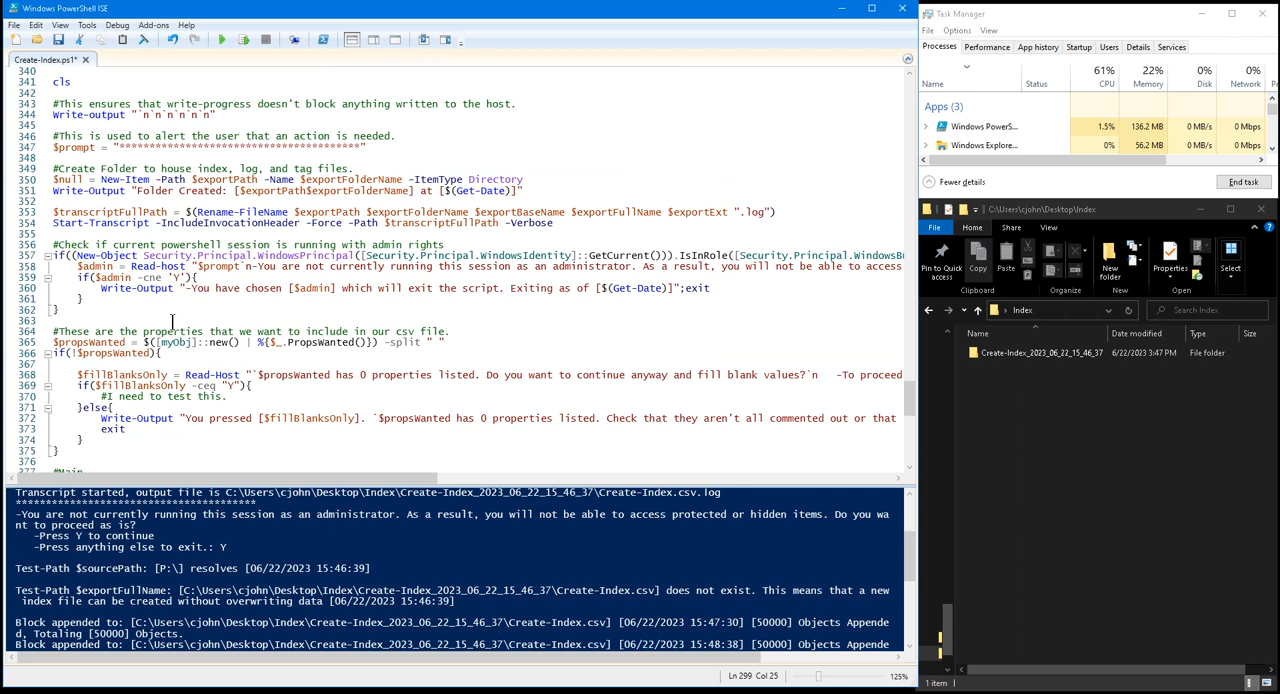 Windows PowerShell ISE
File Edit View Tools Debug Add-ons Help
Create-Index.ps1* X
340
341 cls
342
343 #This ensures that write-progress doesn't block anything written to the host.
344 Write-output "`n`n`n`n`n`n"
345
346 #This is used to alert the user that an action is needed.
347 $prompt = "****************************************"
348
349 #Create Folder to house index, log, and tag files.
350 $null = New-Item -Path $exportPath -Name $exportFolderName -ItemType Directory
351 Write-Output "Folder Created: [$exportPath$exportFolderName] at [$(Get-Date)]"
352
353 $transcriptFullPath = $(Rename-FileName $exportPath $exportFolderName $exportBaseName $exportFullName $exportExt ".log")
354 Start-Transcript -IncludeInvocationHeader -Force -Path $transcriptFullPath -Verbose
355
356 #Check if current powershell session is running with admin rights
357 if((New-Object Security.Principal.WindowsPrincipal([Security.Principal.WindowsIdentity]::GetCurrent())).IsInRole([Security.Principal.WindowsBu
358 $admin = Read-host "$prompt`n-You are not currently running this session as an administrator. As a result, you will not be able to access
359 if($admin -cne 'Y'){
360 Write-Output "-You have chosen [$admin] which will exit the script. Exiting as of [$(Get-Date)]";exit
361 }
362 }
363
364 #These are the properties that we want to include in our csv file.
365 $propsWanted = $([myObj]::new() | %{$_.PropsWanted()}) -split " "
366 if(!$propsWanted){
367
368 $fillBlanksOnly = Read-Host "`$propsWanted has 0 properties listed. Do you want to continue anyway and fill blank values?`n -To proceed
369 if($fillBlanksOnly -ceq "Y"){
370 #I need to test this.
371 }else{
372 Write-Output "You pressed [$fillBlanksOnly]. `$propsWanted has 0 properties listed. Check that they aren't all commented out or that
373 exit
374 }
375 }
376
377 #Main
Transcript started, output file is C:\Users\cjohn\Desktop\Index\Create-Index_2023_06_22_15_46_37\Create-Index.csv.log
****************************************
-You are not currently running this session as an administrator. As a result, you will not be able to access protected or hidden items. Do you wa
nt to proceed as is?
-Press Y to continue
-Press anything else to exit.: Y
Test-Path $sourcePath: [P:\] resolves [06/22/2023 15:46:39]
Test-Path $exportFullName: [C:\Users\cjohn\Desktop\Index\Create-Index_2023_06_22_15_46_37\Create-Index.csv] does not exist. This means that a new
index file can be created without overwriting data [06/22/2023 15:46:39]
Block appended to: [C:\Users\cjohn\Desktop\Index\Create-Index_2023_06_22_15_46_37\Create-Index.csv] [06/22/2023 15:47:30] [50000] Objects Appende
d, Totaling [50000] Objects.
Block appended to: [C:\Users\cjohn\Desktop\Index\Create-Index_2023_06_22_15_46_37\Create-Index.csv] [06/22/2023 15:48:38] [50000] Objects Appende
Ln 299 Col 25 125%
Task Manager
File Options View
Processes Performance App history Startup Users Details Services
61% 22% 0% 0%
Name Status CPU Memory Disk Network
Apps (3)
Windows PowerS... 1.5% 136.2 MB 0 MB/s 0 Mbps
Windows Explore... 0% 56.2 MB 0 MB/s 0 Mbps
Fewer details End task
C:\Users\cjohn\Desktop\Index
File Home Share View
Pin to Quick access Copy Paste New folder Properties Select
Clipboard Organize New Open
Index Search Index
Name Date modified Type Size
Create-Index_2023_06_22_15_46_37 6/22/2023 3:47 PM File folder
1 item